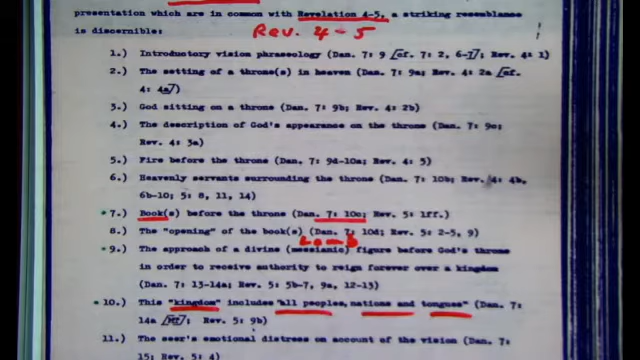 presentation which are in common with Revelation 4-5, a striking resemblance
is discernible:
Rev. 4-5
1.) Introductory vision phraseology (Dan. 7: 9 [cf. 7: 2, 6-7]; Rev. 4: 1)
2.) The setting of a throne(s) in heaven (Dan. 7: 9a; Rev. 4: 2a [cf.
4: 4a])
3.) God sitting on a throne (Dan. 7: 9b; Rev. 4: 2b)
4.) The description of God's appearance on the throne (Dan. 7: 9c;
Rev. 4: 3a)
5.) Fire before the throne (Dan. 7: 9d-10a; Rev. 4: 5)
6.) Heavenly servants surrounding the throne (Dan. 7: 10b; Rev. 4: 4b,
6b-10; 5: 8, 11, 14)
*7.) Book(s) before the throne (Dan. 7: 10c; Rev. 5: 1ff.)
8.) The "opening" of the book(s) (Dan. 7: 10d; Rev. 5: 2-5, 9)
Lamb
*9.) The approach of a divine (messianic) figure before God's throne
in order to receive authority to reign forever over a kingdom
(Dan. 7: 13-14a; Rev. 5: 5b-7, 9a, 12-13)
*10.) This "kingdom" includes "all peoples, nations and tongues" (Dan. 7:
14a [MT]; Rev. 5: 9b)
11.) The seer's emotional distress on account of the vision (Dan. 7:
15; Rev. 5: 4)